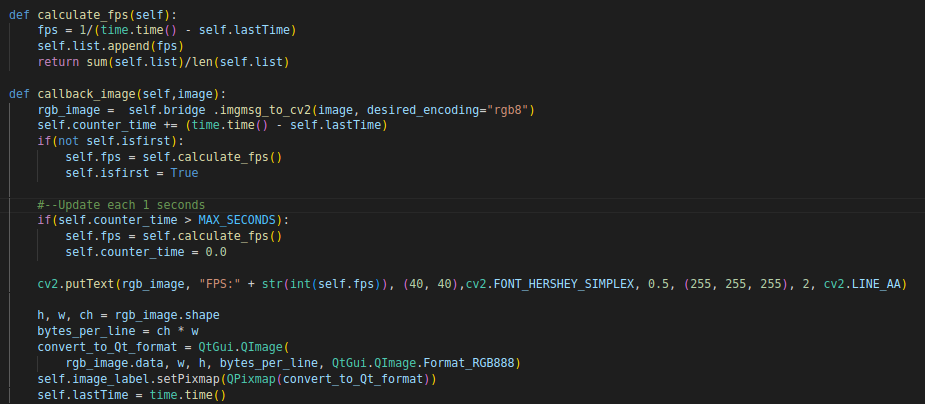 def calculate_fps(self):
fps = 1/(time.time() - self.lastTime)
self.list.append(fps)
return sum(self.list)/len(self.list)
def callback_image(self,image):
rgb_image =  self.bridge .imgmsg_to_cv2(image, desired_encoding="rgb8")
self.counter_time += (time.time() - self.lastTime)
if(not self.isfirst):
self.fps = self.calculate_fps()
self.isfirst = True
#--Update each 1 seconds
if(self.counter_time > MAX_SECONDS):
self.fps = self.calculate_fps()
self.counter_time = 0.0
cv2.putText(rgb_image, "FPS:" + str(int(self.fps)), (40, 40),cv2.FONT_HERSHEY_SIMPLEX, 0.5, (255, 255, 255), 2, cv2.LINE_AA)
h, w, ch = rgb_image.shape
bytes_per_line = ch * w
convert_to_Qt_format = QtGui.QImage(
rgb_image.data, w, h, bytes_per_line, QtGui.QImage.Format_RGB888)
self.image_label.setPixmap(QPixmap(convert_to_Qt_format))
self.lastTime = time.time()